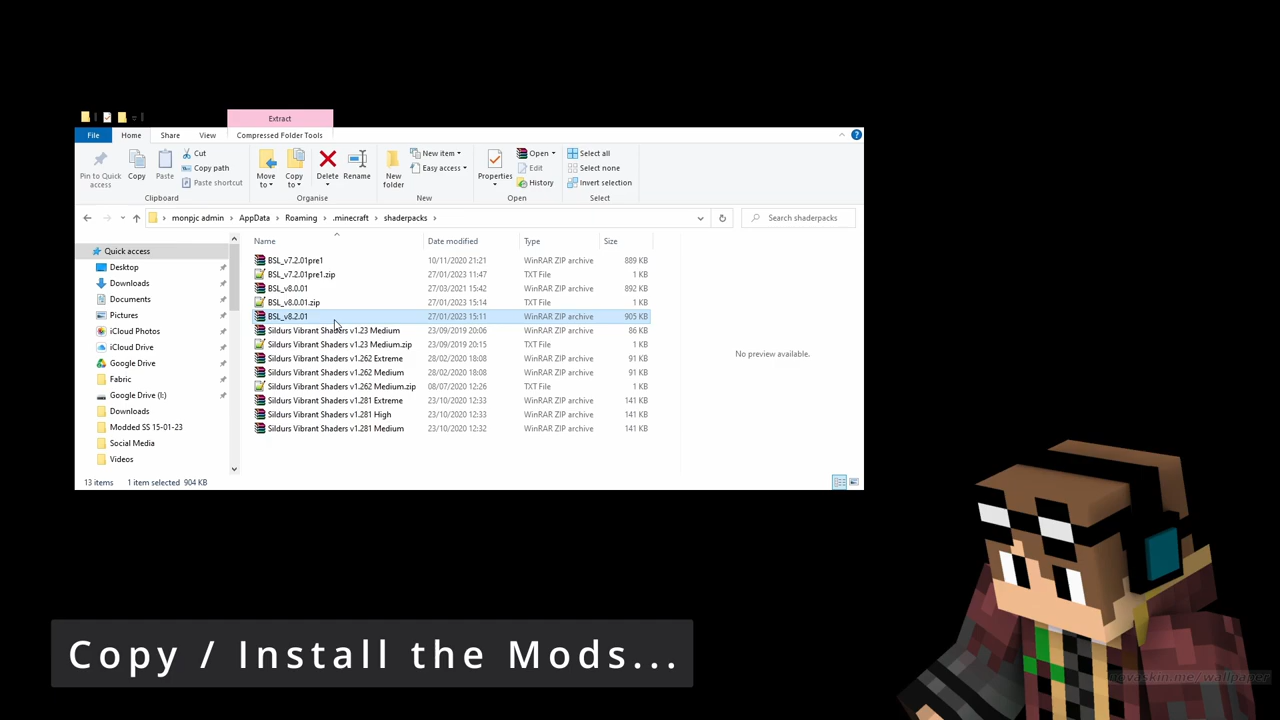 Extract
File Home Share View Compressed Folder Tools
Pin to Quick access
Copy
Paste
Cut
Copy path
Paste shortcut
Clipboard
Move to
Copy to
Delete
Rename
Organise
New folder
New item
Easy access
New
Properties
Open
Edit
History
Open
Select all
Select none
Invert selection
Select
monpjc admin AppData Roaming .minecraft shaderpacks
Search shaderpacks
Quick access
Desktop
Downloads
Documents
Pictures
iCloud Photos
iCloud Drive
Google Drive
Fabric
Google Drive (I:)
Downloads
Modded SS 15-01-23
Social Media
Videos
Name Date modified Type Size
BSL_v7.2.01pre1 10/11/2020 21:21 WinRAR ZIP archive 889 KB
BSL_v7.2.01pre1.zip 27/01/2023 11:47 TXT File 1 KB
BSL_v8.0.01 27/03/2021 15:42 WinRAR ZIP archive 892 KB
BSL_v8.0.01.zip 27/01/2023 15:14 TXT File 1 KB
BSL_v8.2.01 27/01/2023 15:11 WinRAR ZIP archive 905 KB
Sildurs Vibrant Shaders v1.23 Medium 23/09/2019 20:06 WinRAR ZIP archive 86 KB
Sildurs Vibrant Shaders v1.23 Medium.zip 23/09/2019 20:15 TXT File 1 KB
Sildurs Vibrant Shaders v1.262 Extreme 28/02/2020 18:08 WinRAR ZIP archive 91 KB
Sildurs Vibrant Shaders v1.262 Medium 28/02/2020 18:08 WinRAR ZIP archive 91 KB
Sildurs Vibrant Shaders v1.262 Medium.zip 08/07/2020 12:26 TXT File 1 KB
Sildurs Vibrant Shaders v1.281 Extreme 23/10/2020 12:33 WinRAR ZIP archive 141 KB
Sildurs Vibrant Shaders v1.281 High 23/10/2020 12:33 WinRAR ZIP archive 141 KB
Sildurs Vibrant Shaders v1.281 Medium 23/10/2020 12:32 WinRAR ZIP archive 141 KB
No preview available.
13 items 1 item selected 904 KB
Copy / Install the Mods...
novaskin.me/wallpaper